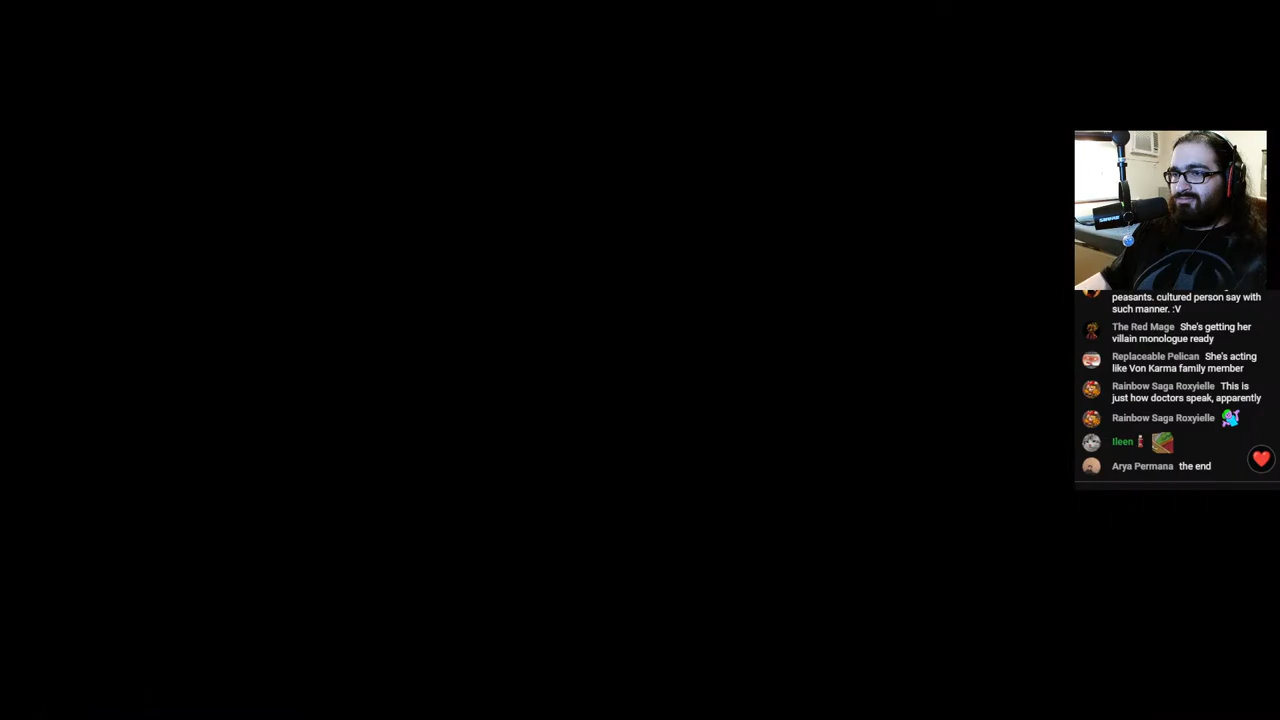 peasants. cultured person say with
such manner. :V
The Red Mage She's getting her
villain monologue ready
Replaceable Pelican She's acting
like Von Karma family member
Rainbow Saga Roxyielle This is
just how doctors speak, apparently
Rainbow Saga Roxyielle
Ileen
Arya Permana the end